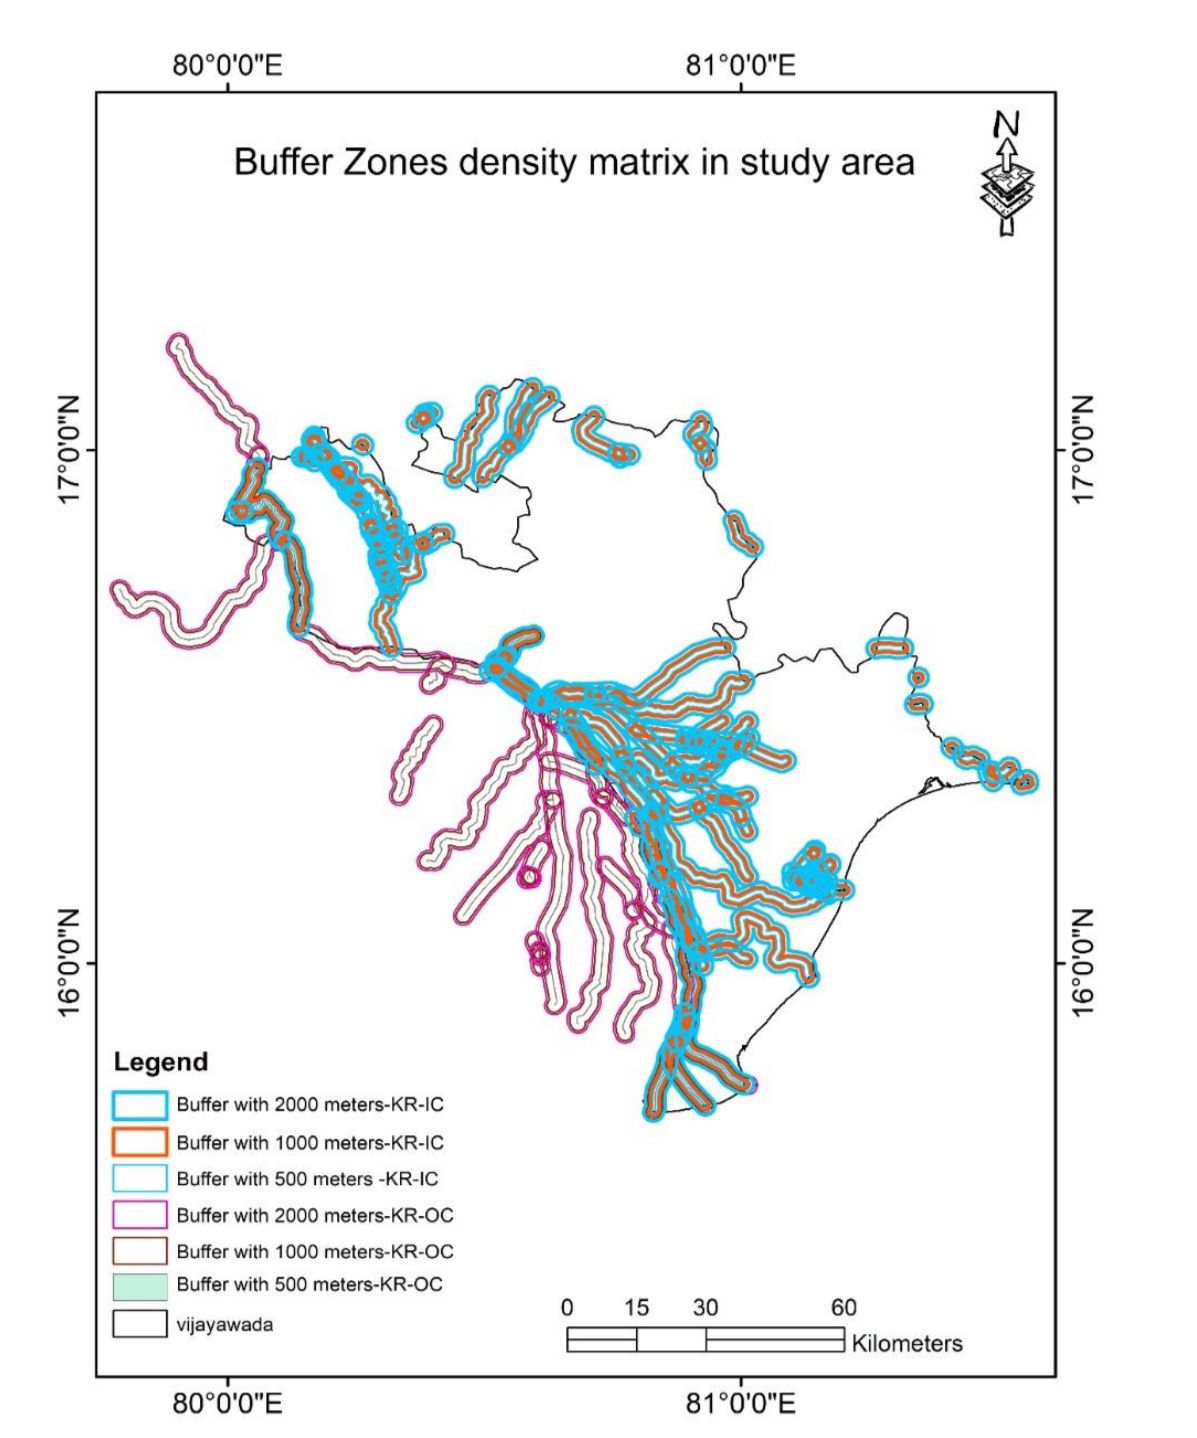 80°0'0"E 81°0'0"E
N
Buffer Zones density matrix in study area
17°0'0"N 17°0'0"N
16°0'0"N 16°0'0"N
Legend
Buffer with 2000 meters-KR-IC
Buffer with 1000 meters-KR-IC
Buffer with 500 meters -KR-IC
Buffer with 2000 meters-KR-OC
Buffer with 1000 meters-KR-OC
Buffer with 500 meters-KR-OC
vijayawada
0 15 30 60
Kilometers
80°0'0"E 81°0'0"E